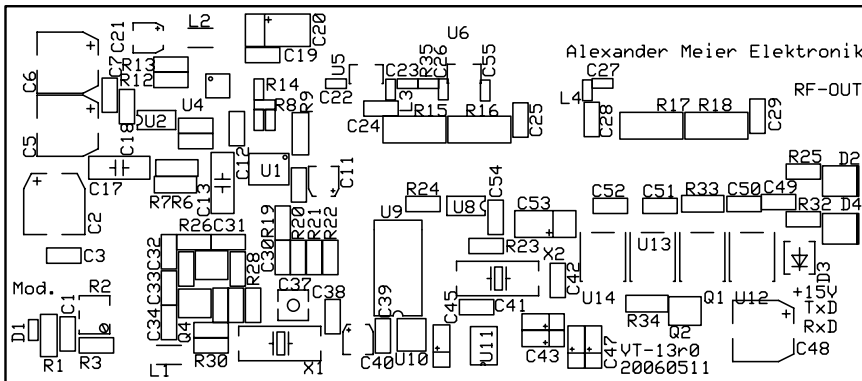 L2
C20
C21
C19
U6
U5
R35
C26
C55
C23
C22
Alexander Meier Elektronik
C27
RF-OUT
C6
C7
R13
R12
R14
R8
R9
U4
C18
U2
C5
C24
L3
R15
R16
C25
L4
C28
R17
R18
C29
C12
U1
C11
C17
R7
R6
C13
R20
C2
R24
U8
C54
C53
C52
C51
R33
C50
C49
R25
D2
R32
D4
R19
R21
R22
U9
R26
C31
C30
C32
C3
R23
X2
C42
U14
U13
Q1
U12
D3
+15V
TxD
RxD
Mod.
R2
C33
R28
C37
C38
C39
C45
C41
D1
C1
Q
C34
Q4
R1
R3
L1
R30
X1
C40
U10
U11
C43
C47
R34
Q2
C48
VT-13r0
20060511